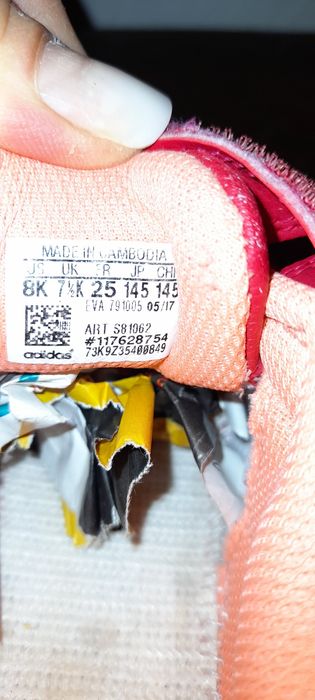 MADE IN CAMBODIA
US UK FR JP CHI
8K 7½K 25 145 145
EVA 791005 05/17
ART S81062
#117628754
73K9Z35400849
adidas